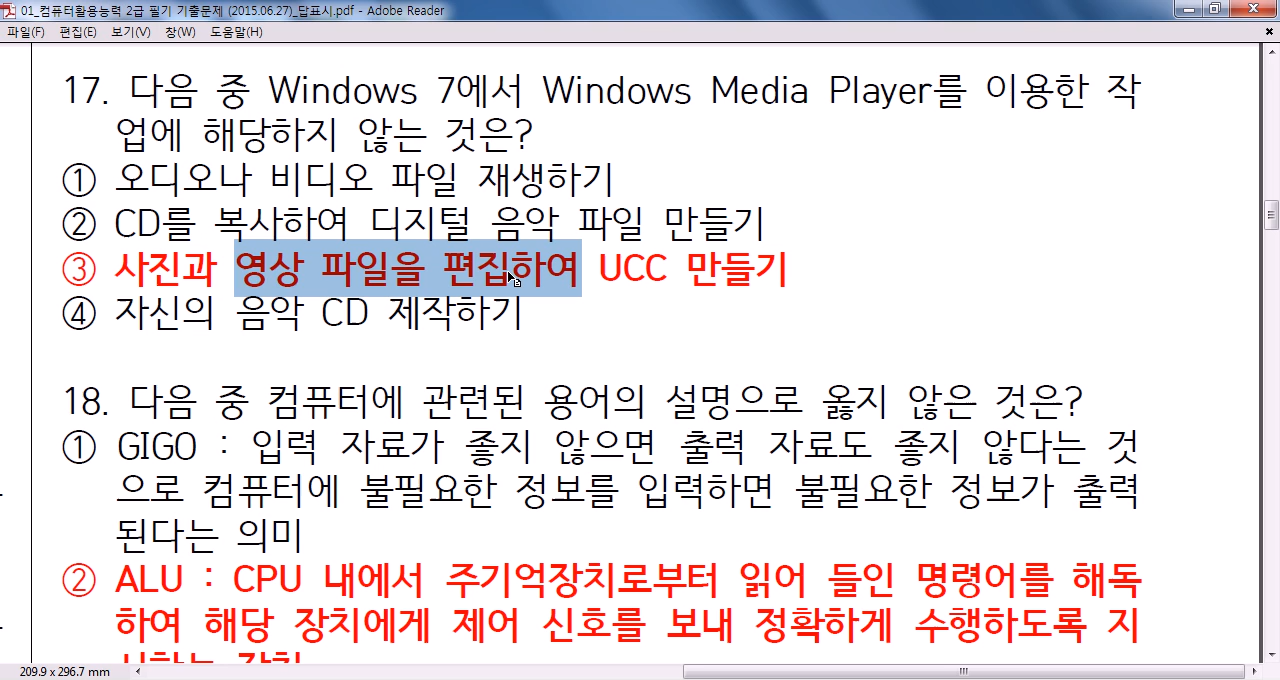 01_컴퓨터활용능력 2급 필기 기출문제 (2015.06.27)_답표시.pdf - Adobe Reader
파일(F) 편집(E) 보기(V) 창(W) 도움말(H)
17. 다음 중 Windows 7에서 Windows Media Player를 이용한 작
업에 해당하지 않는 것은?
① 오디오나 비디오 파일 재생하기
② CD를 복사하여 디지털 음악 파일 만들기
③ 사진과 영상 파일을 편집하여 UCC 만들기
④ 자신의 음악 CD 제작하기
18. 다음 중 컴퓨터에 관련된 용어의 설명으로 옳지 않은 것은?
① GIGO : 입력 자료가 좋지 않으면 출력 자료도 좋지 않다는 것
으로 컴퓨터에 불필요한 정보를 입력하면 불필요한 정보가 출력
된다는 의미
② ALU : CPU 내에서 주기억장치로부터 읽어 들인 명령어를 해독
하여 해당 장치에게 제어 신호를 보내 정확하게 수행하도록 지
209.9 x 296.7 mm